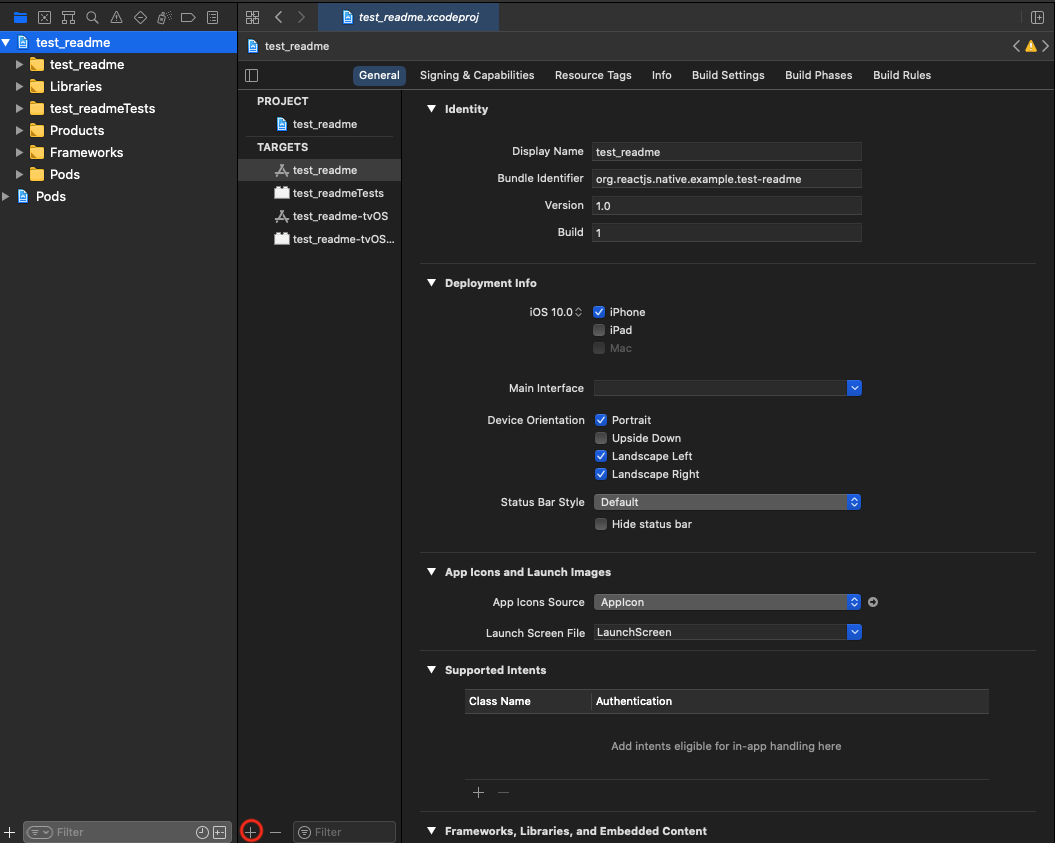 test_readme.xcodeproj
test_readme
test_readme
test_readme
Libraries
test_readmeTests
Products
Frameworks
Pods
Pods
Filter
General Signing & Capabilities Resource Tags Info Build Settings Build Phases Build Rules
PROJECT
test_readme
TARGETS
test_readme
test_readmeTests
test_readme-tvOS
test_readme-tvOS...
Filter
Identity
Display Name test_readme
Bundle Identifier org.reactjs.native.example.test-readme
Version 1.0
Build 1
Deployment Info
iOS 10.0 iPhone
iPad
Mac
Main Interface
Device Orientation Portrait
Upside Down
Landscape Left
Landscape Right
Status Bar Style Default
Hide status bar
App Icons and Launch Images
App Icons Source AppIcon
Launch Screen File LaunchScreen
Supported Intents
Class Name Authentication
Add intents eligible for in-app handling here
Frameworks, Libraries, and Embedded Content